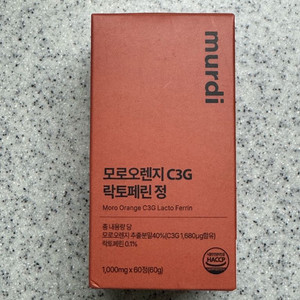 murdi
모로오렌지 C3G
락토페린 정
Moro Orange C3G Lacto Ferrin
총 내용량 당
모로오렌지 추출분말40%(C3G 1,680μg함유)
락토페린 0.1%
1,000mg x 60정(60g)
HACCP